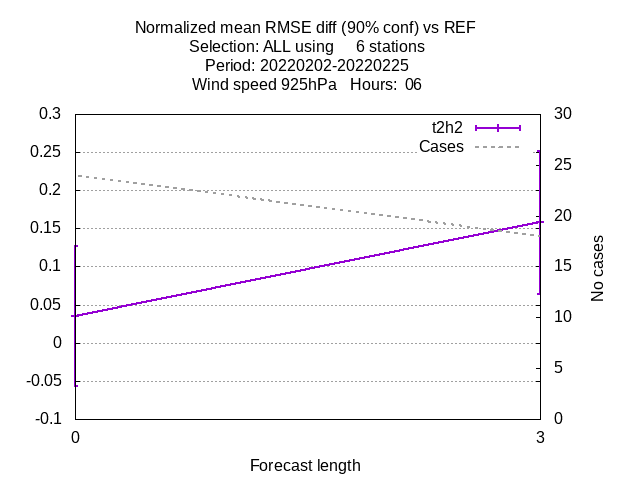 Normalized mean RMSE diff (90% conf) vs REF
Selection: ALL using     6 stations
Period: 20220202-20220225
Wind speed 925hPa   Hours:  06
t2h2
Cases
0.3
0.25
0.2
0.15
0.1
0.05
0
-0.05
-0.1
30
25
20
15
10
5
0
No cases
0
3
Forecast length